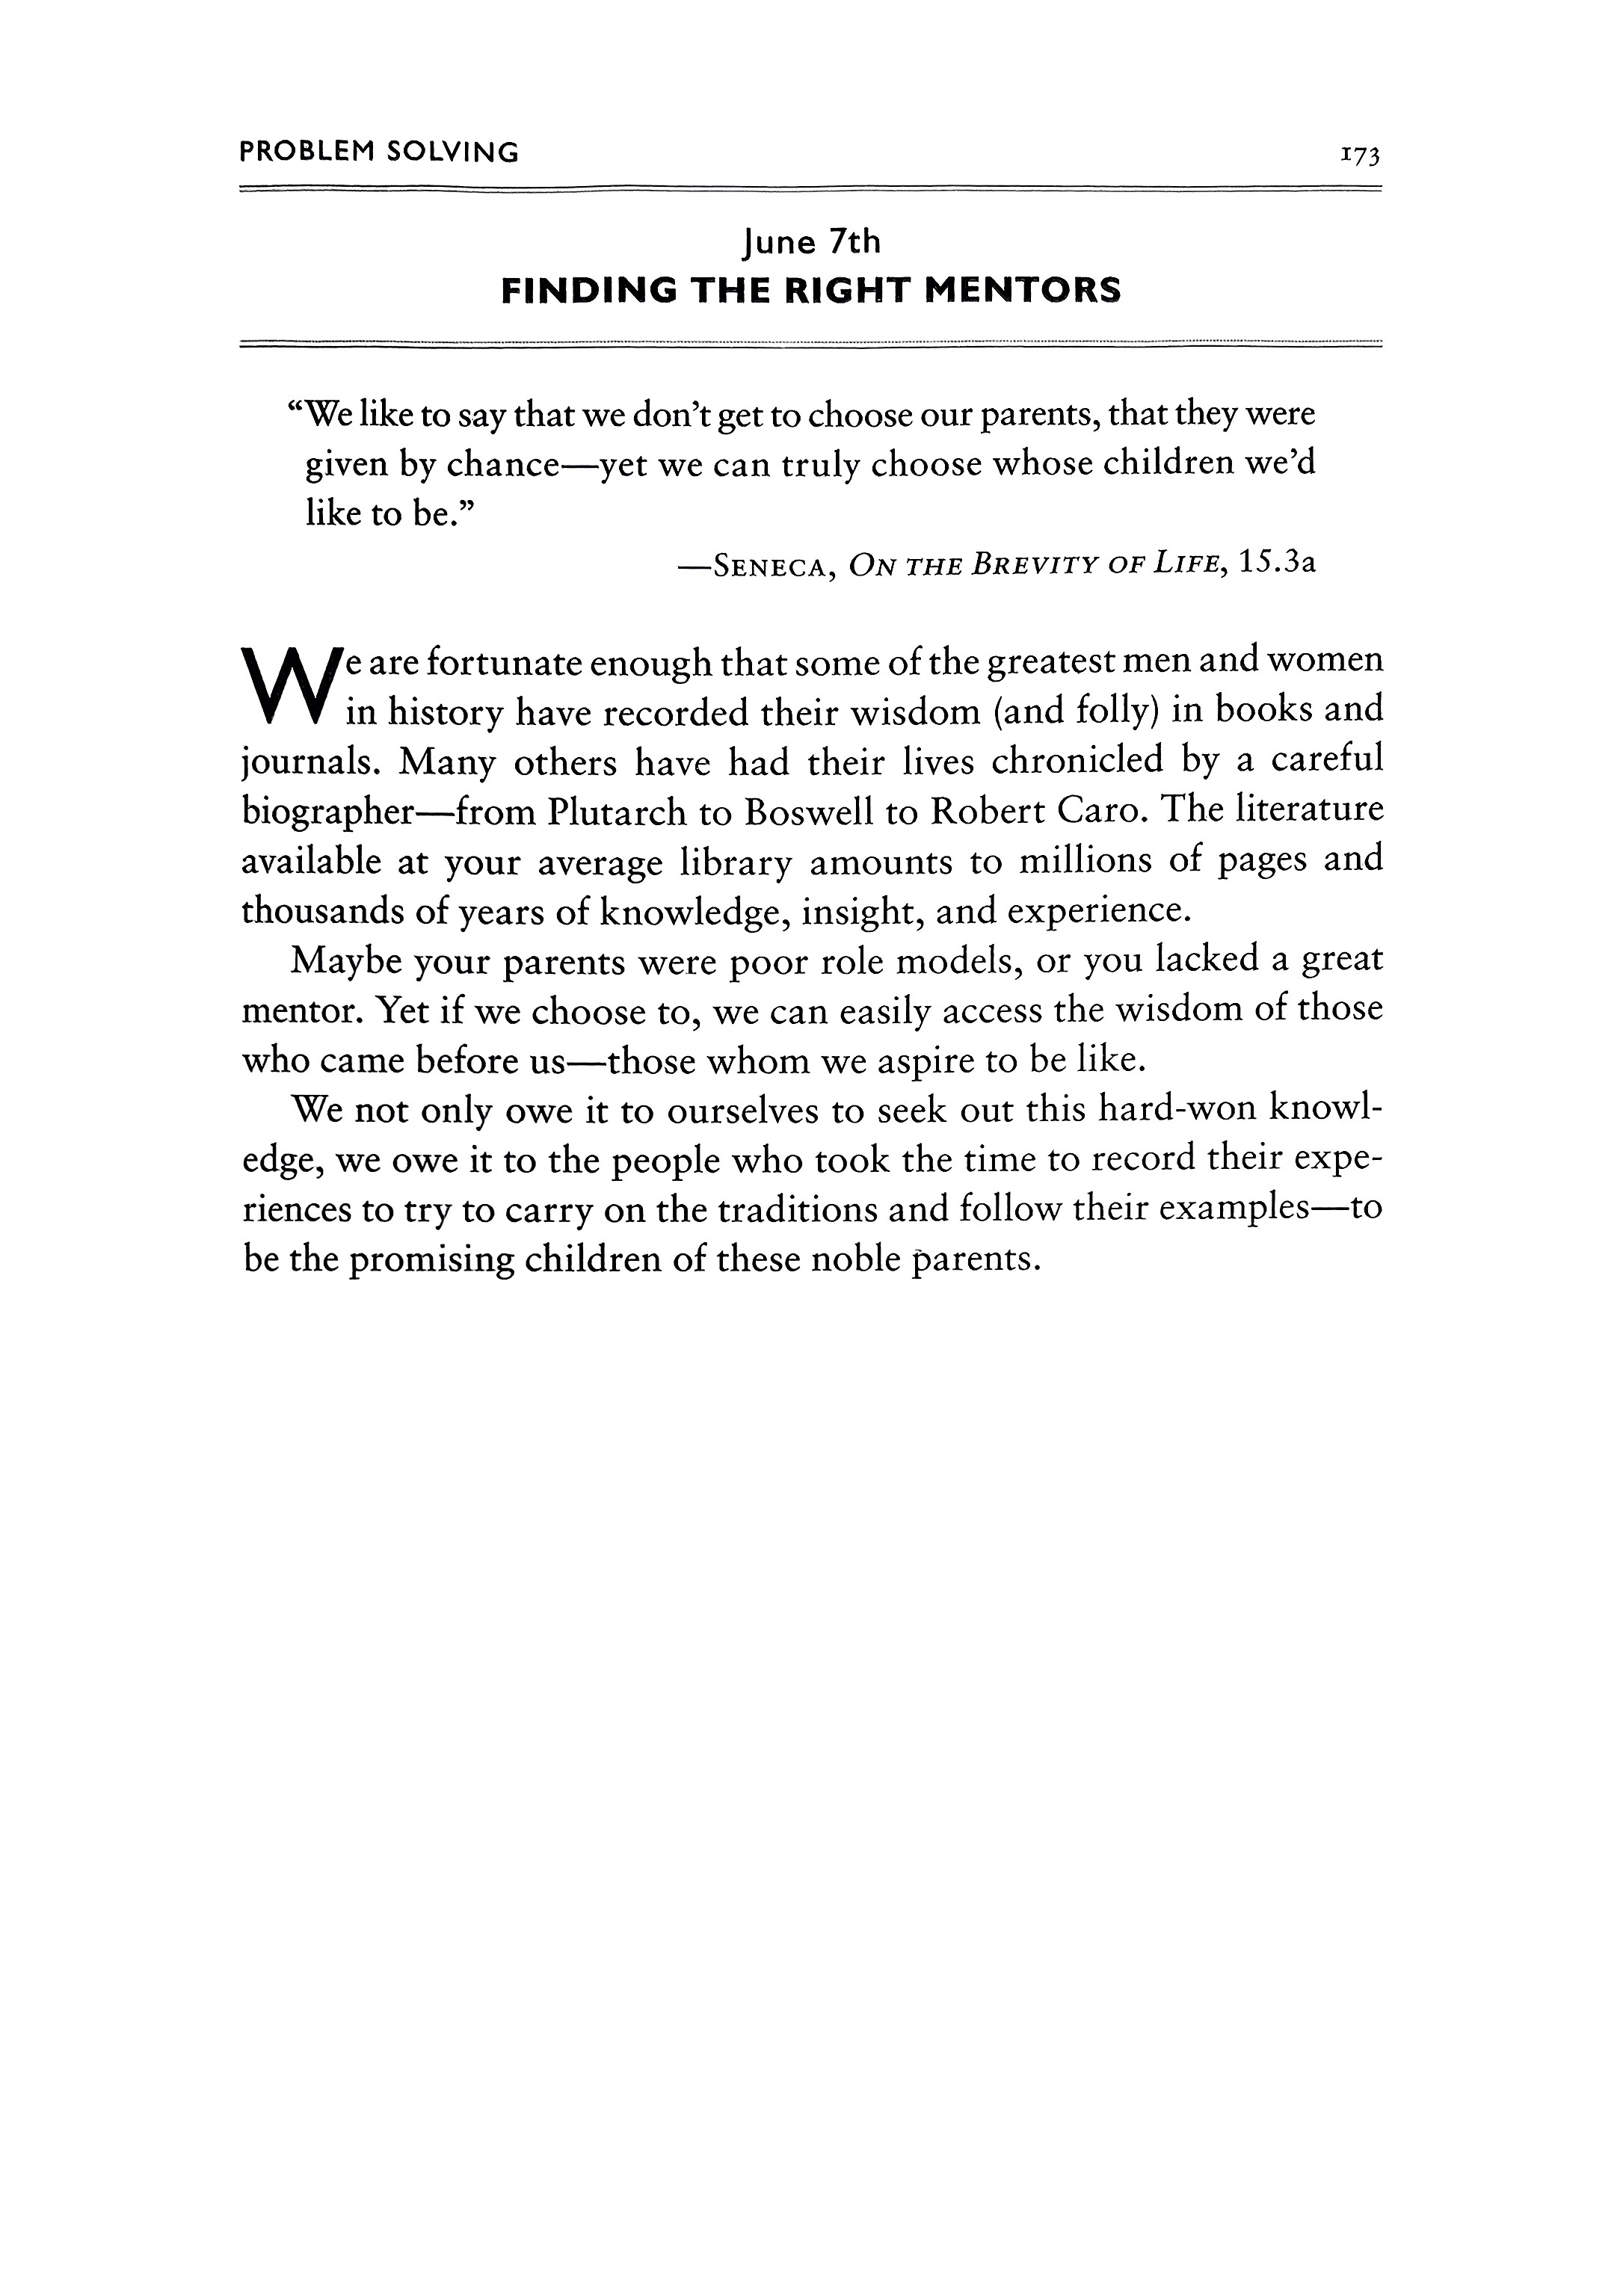 PROBLEM SOLVING 173
June 7th
FINDING THE RIGHT MENTORS
“We like to say that we don’t get to choose our parents, that they were
given by chance—yet we can truly choose whose children we’d
like to be.”
—SENECA, ON THE BREVITY OF LIFE, 15.3a
We are fortunate enough that some of the greatest men and women
in history have recorded their wisdom (and folly) in books and
journals. Many others have had their lives chronicled by a careful
biographer—from Plutarch to Boswell to Robert Caro. The literature
available at your average library amounts to millions of pages and
thousands of years of knowledge, insight, and experience.
Maybe your parents were poor role models, or you lacked a great
mentor. Yet if we choose to, we can easily access the wisdom of those
who came before us—those whom we aspire to be like.
We not only owe it to ourselves to seek out this hard-won knowl-
edge, we owe it to the people who took the time to record their expe-
riences to try to carry on the traditions and follow their examples—to
be the promising children of these noble parents.